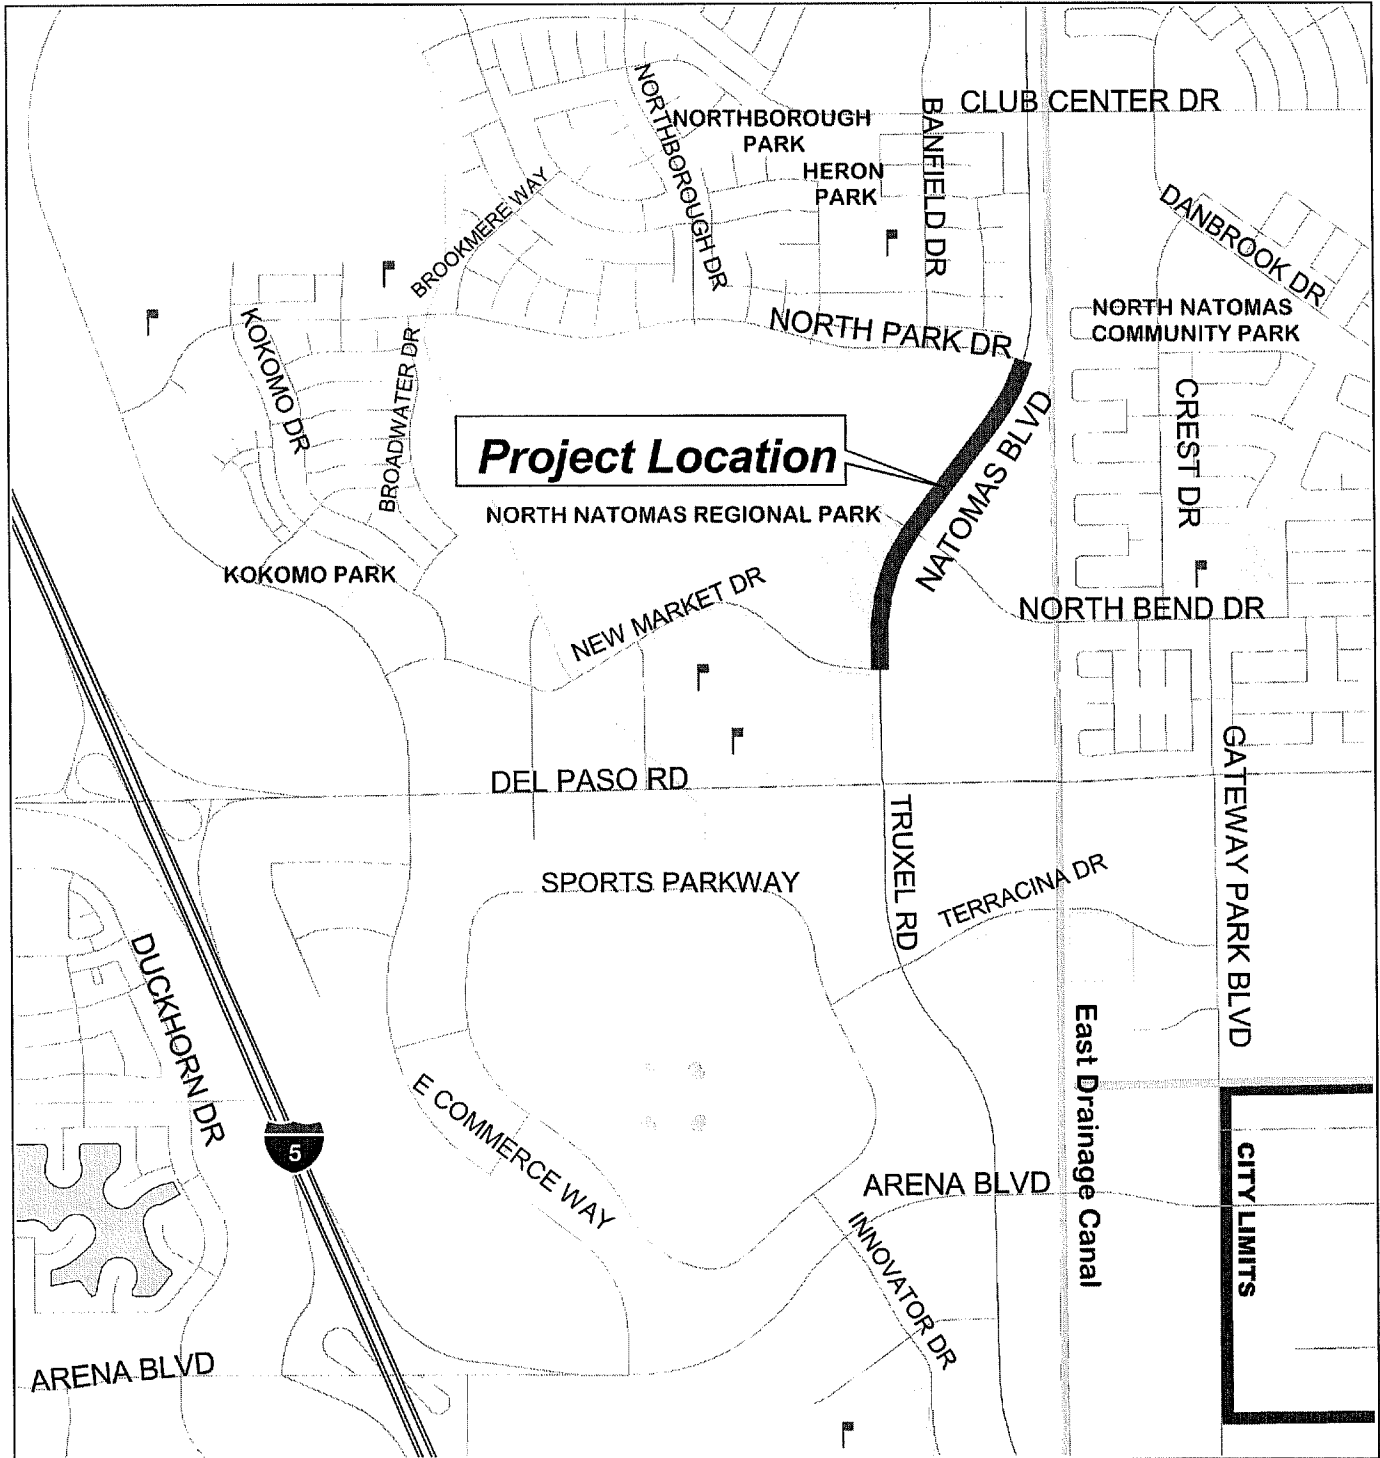 CLUB CENTER DR
NORTHBOROUGH DR
NORTHBOROUGH
PARK
BANFIELD DR
HERON
PARK
BROOKMERE WAY
DANBROOK DR
NORTH NATOMAS
COMMUNITY PARK
KOKOMO DR
BROADWATER DR
NORTH PARK DR
CREST DR
Project Location
NATOMAS BLVD
NORTH NATOMAS REGIONAL PARK
KOKOMO PARK
NEW MARKET DR
NORTH BEND DR
DEL PASO RD
GATEWAY PARK BLVD
TRUXEL RD
SPORTS PARKWAY
TERRACINA DR
DUCKHORN DR
East Drainage Canal
E COMMERCE WAY
5
CITY LIMITS
ARENA BLVD
INNOVATOR DR
ARENA BLVD